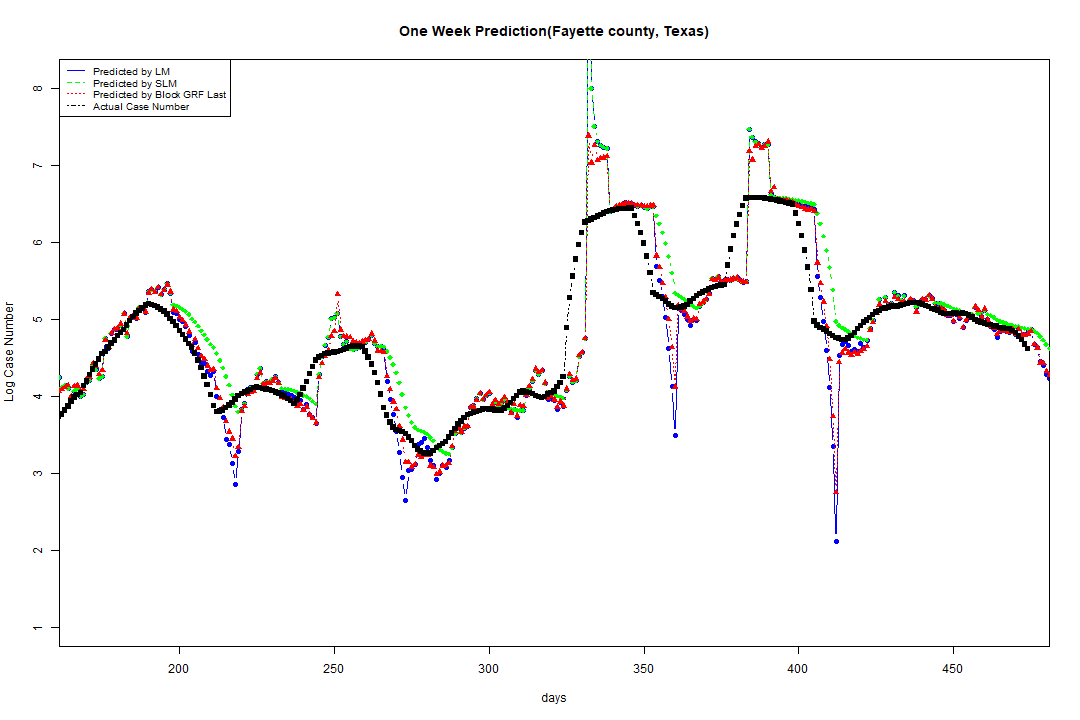 One Week Prediction(Fayette county, Texas)
Predicted by LM
Predicted by SLM
Predicted by Block GRF Last
Actual Case Number
8
7
6
5
4
3
2
1
Log Case Number
200 250 300 350 400 450
days